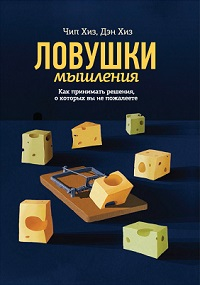 Чип Хиз, Дэн Хиз
ЛОВУШКИ
МЫШЛЕНИЯ
Как принимать решения,
о которых вы не пожалеете